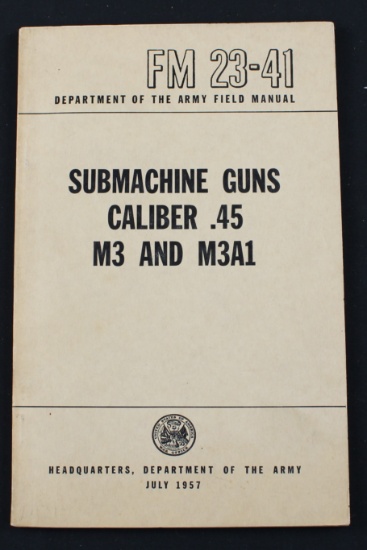 FM 23-41
DEPARTMENT OF THE ARMY FIELD MANUAL
SUBMACHINE GUNS
CALIBER .45
M3 AND M3A1
HEADQUARTERS, DEPARTMENT OF THE ARMY
JULY 1957